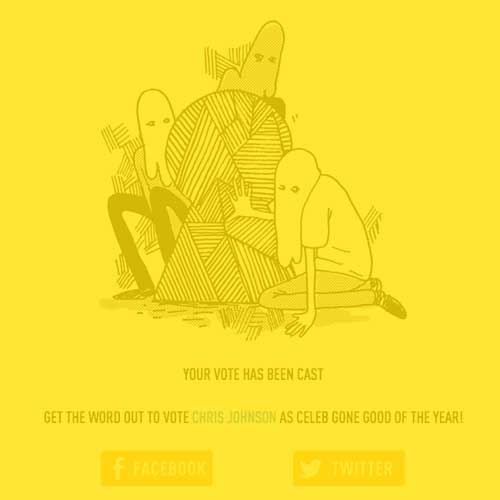 YOUR VOTE HAS BEEN CAST
GET THE WORD OUT TO VOTE CHRIS JOHNSON AS CELEB GONE GOOD OF THE YEAR!
FACEBOOK TWITTER